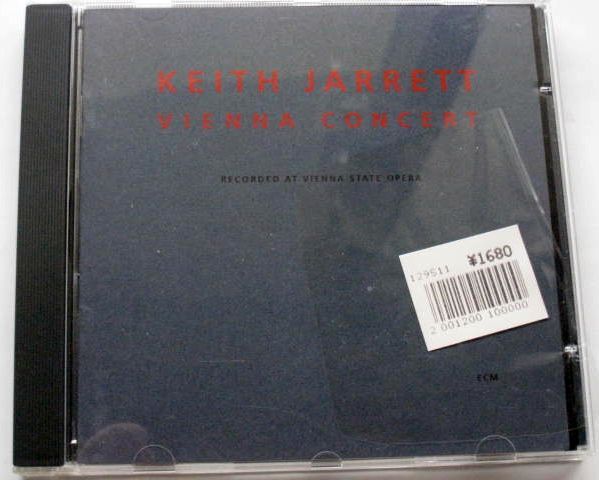 KEITH JARRETT
VIENNA CONCERT
RECORDED AT VIENNA STATE OPERA
129511 ¥1680
2 001200 100000
ECM